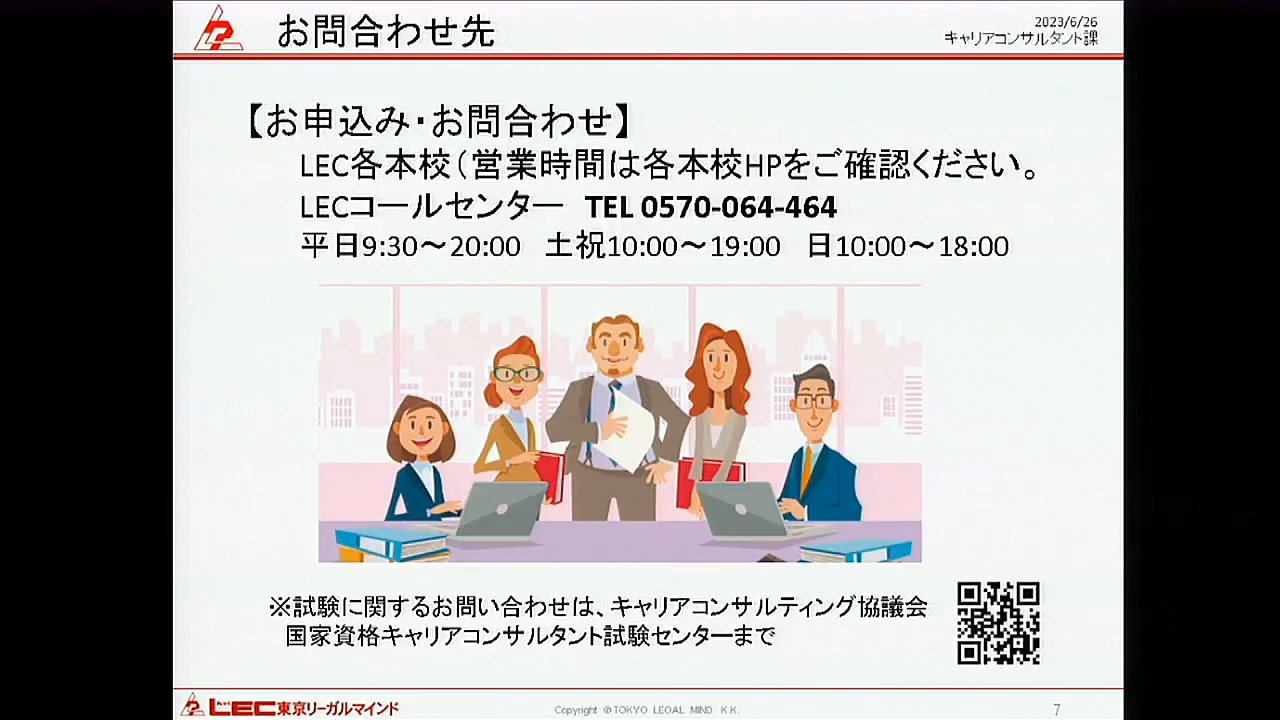 お問合わせ先
2023/6/26
キャリアコンサルタント課
【お申込み・お問合わせ】
LEC各本校（営業時間は各本校HPをご確認ください。
LECコールセンター TEL 0570-064-464
平日9:30～20:00 土祝10:00～19:00 日10:00～18:00
※試験に関するお問い合わせは、キャリアコンサルティング協議会
国家資格キャリアコンサルタント試験センターまで
LEC東京リーガルマインド
Copyright @TOKYO LEGAL MIND K.K.
7